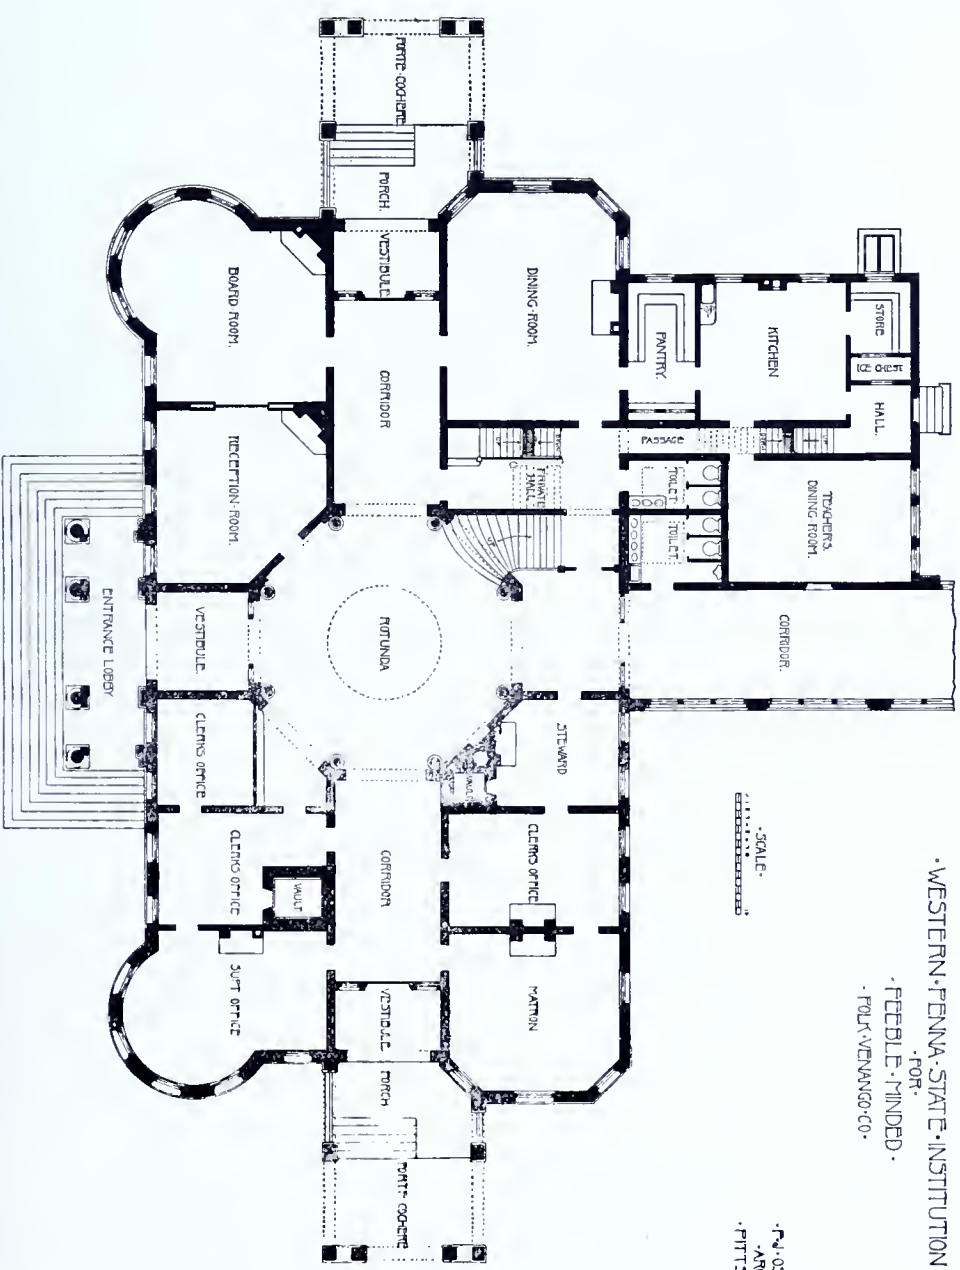 ·WESTERN·PENNA·STATE·INSTITUTION
·FOR·
·FEEBLE·MINDED·
·POLK·VENANGO·CO·
·SCALE·
PORTE·COCHERE
PORCH.
VESTIBULE
BOARD ROOM.
CORRIDOR
DINING·ROOM.
PANTRY.
KITCHEN
STORE
ICE CHEST
HALL.
PASSAGE
UP
UP
PRIVATE
HALL
TOILET.
TOILET.
TEACHERS.
DINING·ROOM.
RECEPTION·ROOM.
ENTRANCE LOBBY
VESTIBULE.
ROTUNDA
CORRIDOR.
CLERKS OFFICE
STEWARD
VAULT
CLERKS OFFICE
VAULT
CORRIDOR
CLERKS OFFICE
SUPT OFFICE
VESTIBULE
MATRON
PORCH
PORTE COCHERE